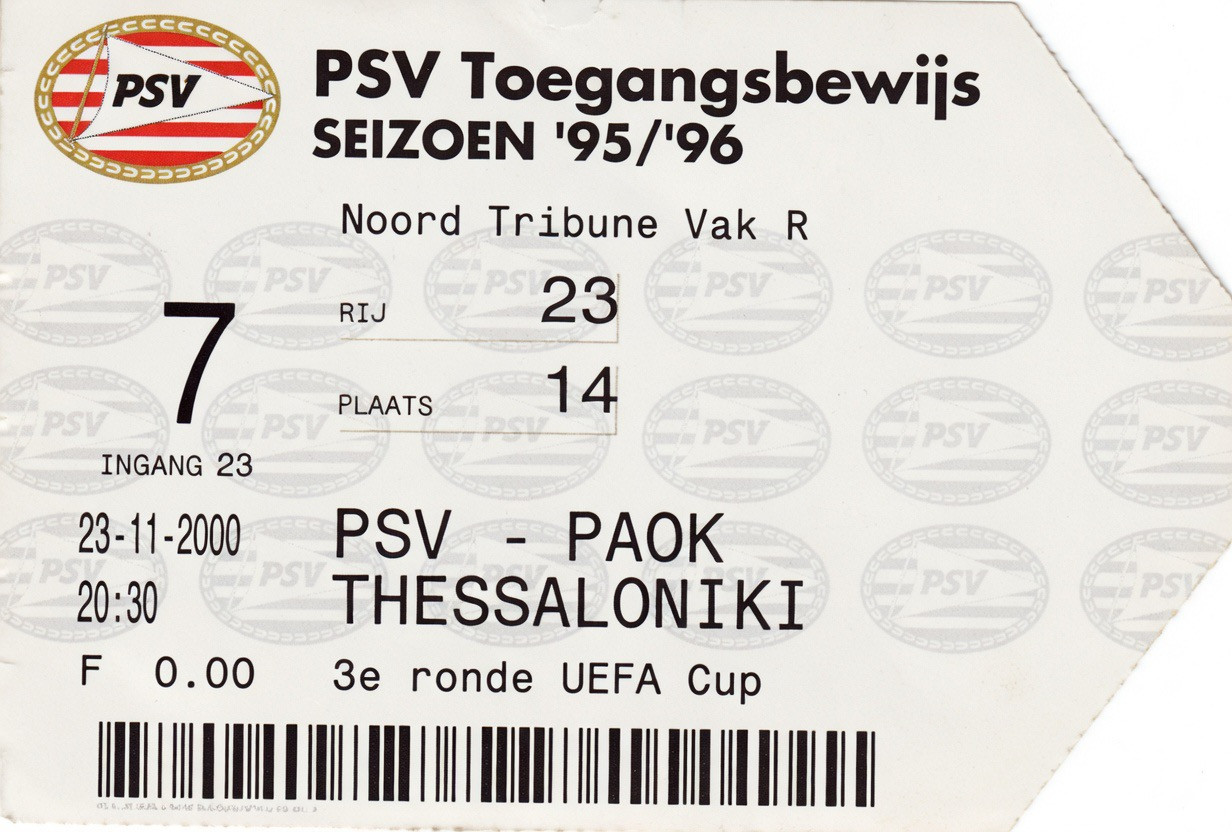 PSV
PSV Toegangsbewijs
SEIZOEN '95/'96
Noord Tribune Vak R
7
RIJ 23
PLAATS 14
INGANG 23
23-11-2000
20:30
PSV - PAOK
THESSALONIKI
F 0.00
3e ronde UEFA Cup